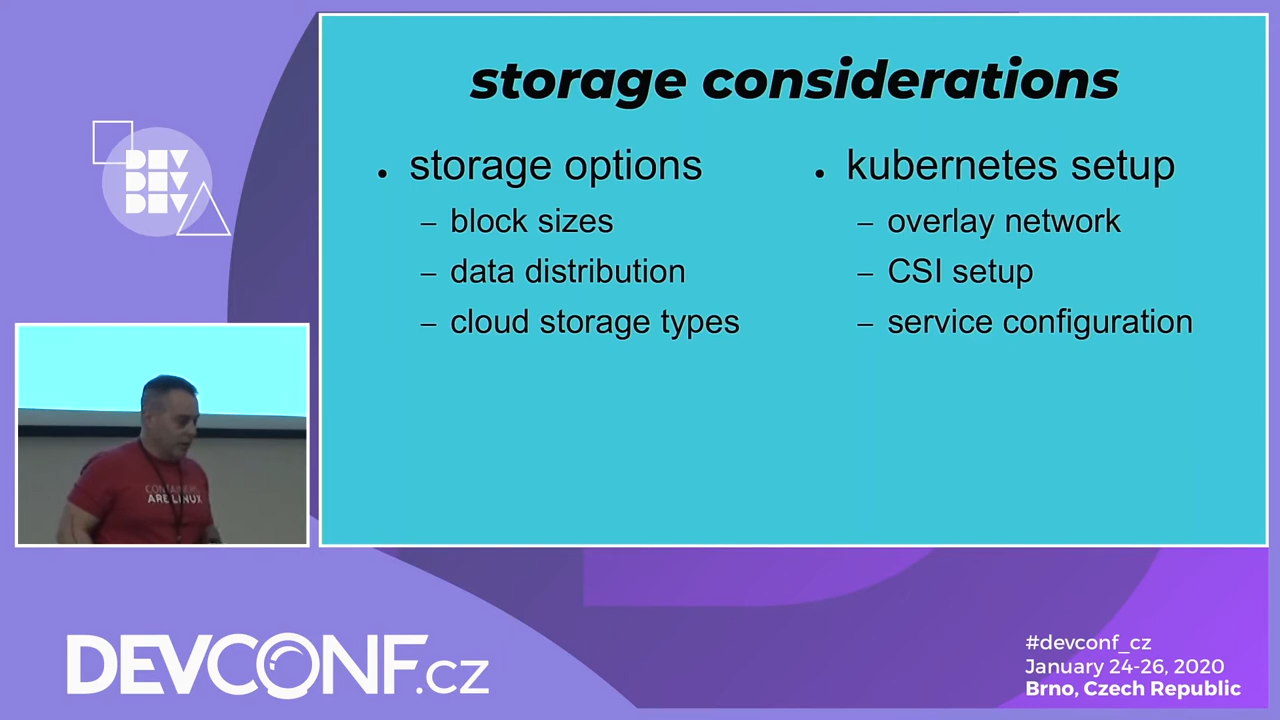 DEV
DEV
DEV
storage considerations
• storage options
– block sizes
– data distribution
– cloud storage types
• kubernetes setup
– overlay network
– CSI setup
– service configuration
CONTAINERS
ARE LINUX
DEVCONF.cz
#devconf_cz
January 24-26, 2020
Brno, Czech Republic